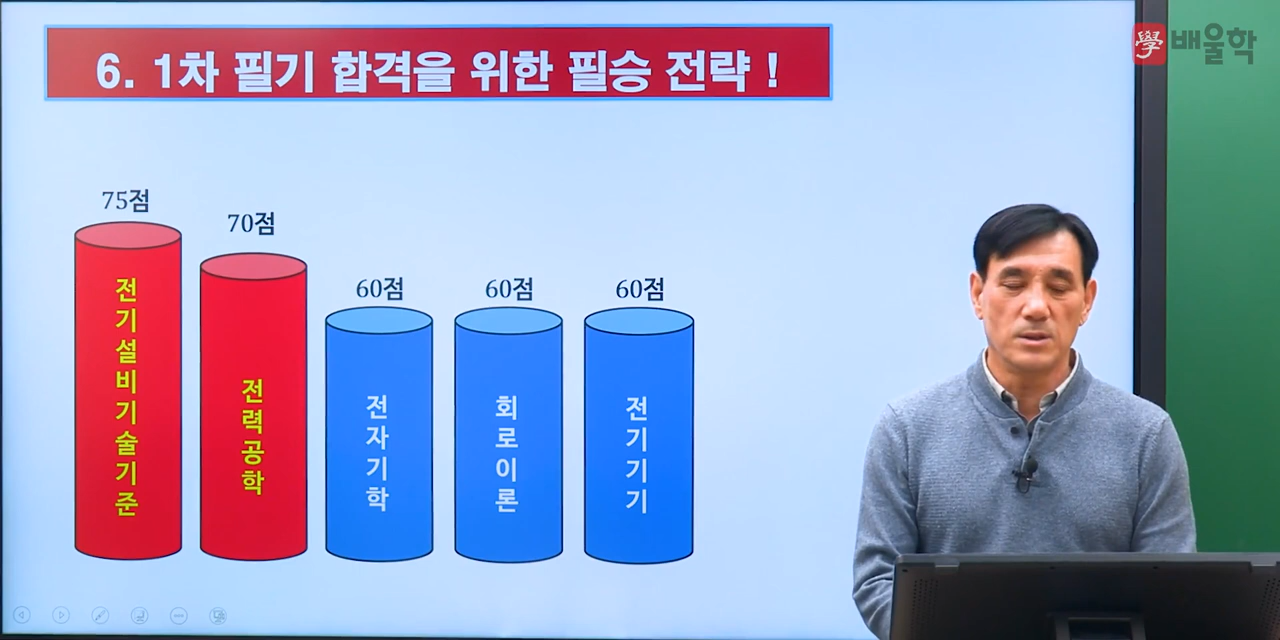 6. 1차 필기 합격을 위한 필승 전략 !
學 배울학
75점
70점
60점
60점
60점
전기설비기술기준
전력공학
전자기학
회로이론
전기기기